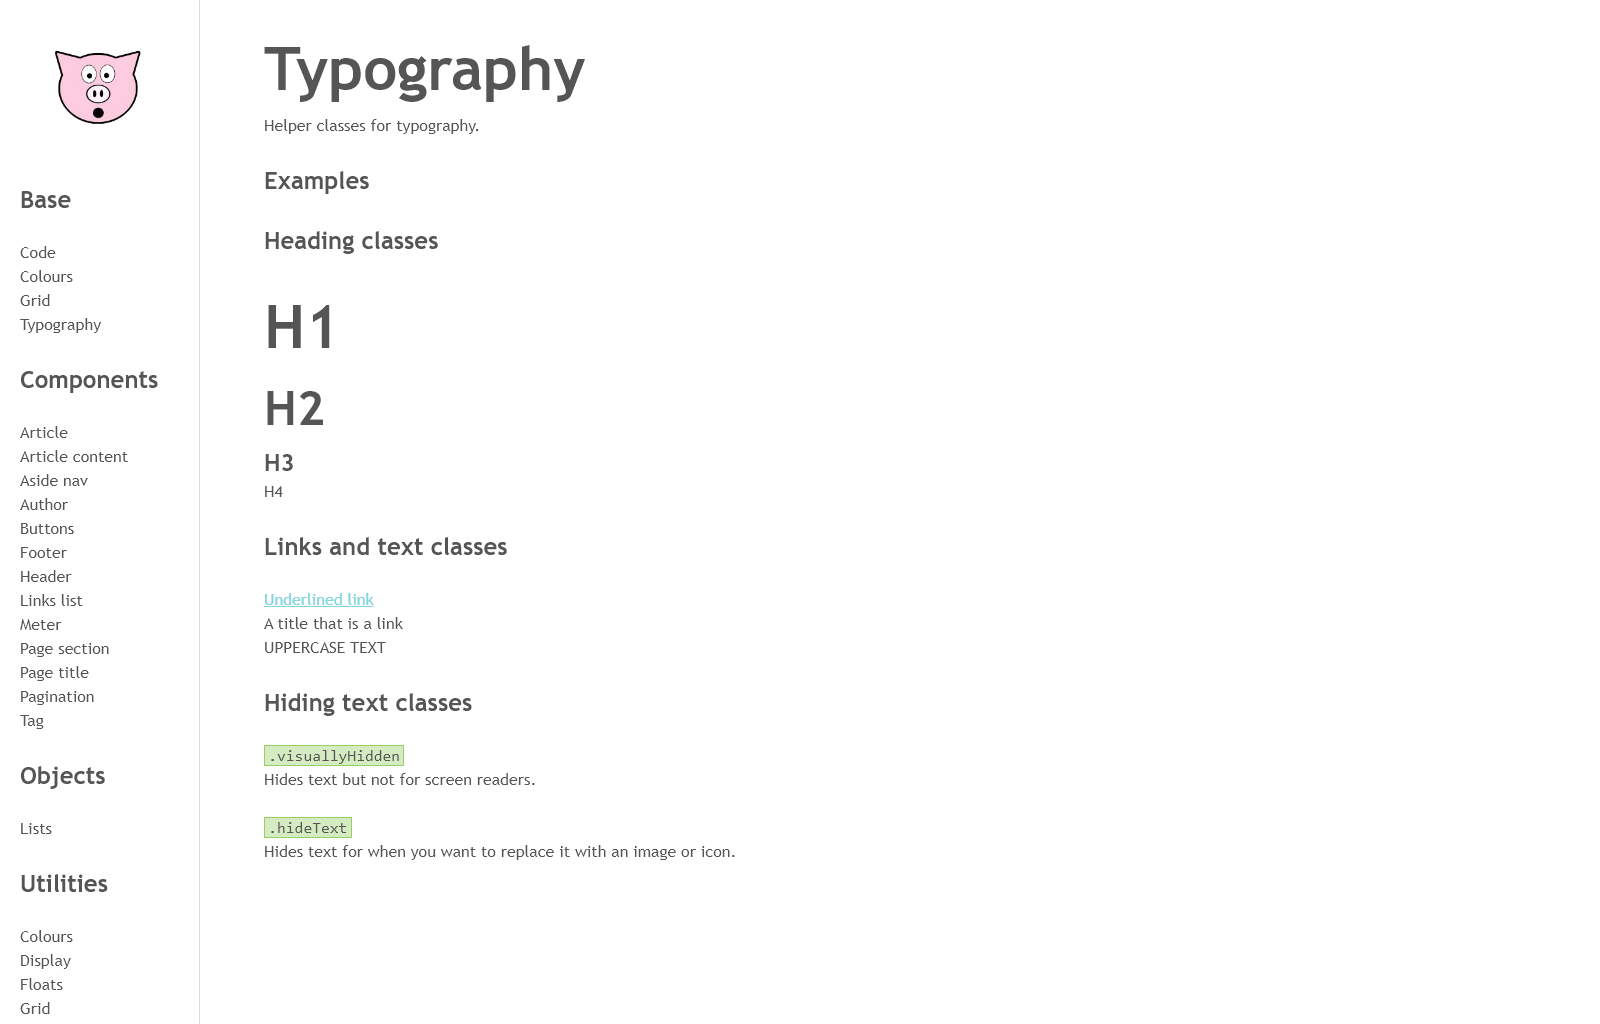 Base
Code
Colours
Grid
Typography
Components
Article
Article content
Aside nav
Author
Buttons
Footer
Header
Links list
Meter
Page section
Page title
Pagination
Tag
Objects
Lists
Utilities
Colours
Display
Floats
Grid
Typography
Helper classes for typography.
Examples
Heading classes
H1
H2
H3
H4
Links and text classes
Underlined link
A title that is a link
UPPERCASE TEXT
Hiding text classes
.visuallyHidden
Hides text but not for screen readers.
.hideText
Hides text for when you want to replace it with an image or icon.